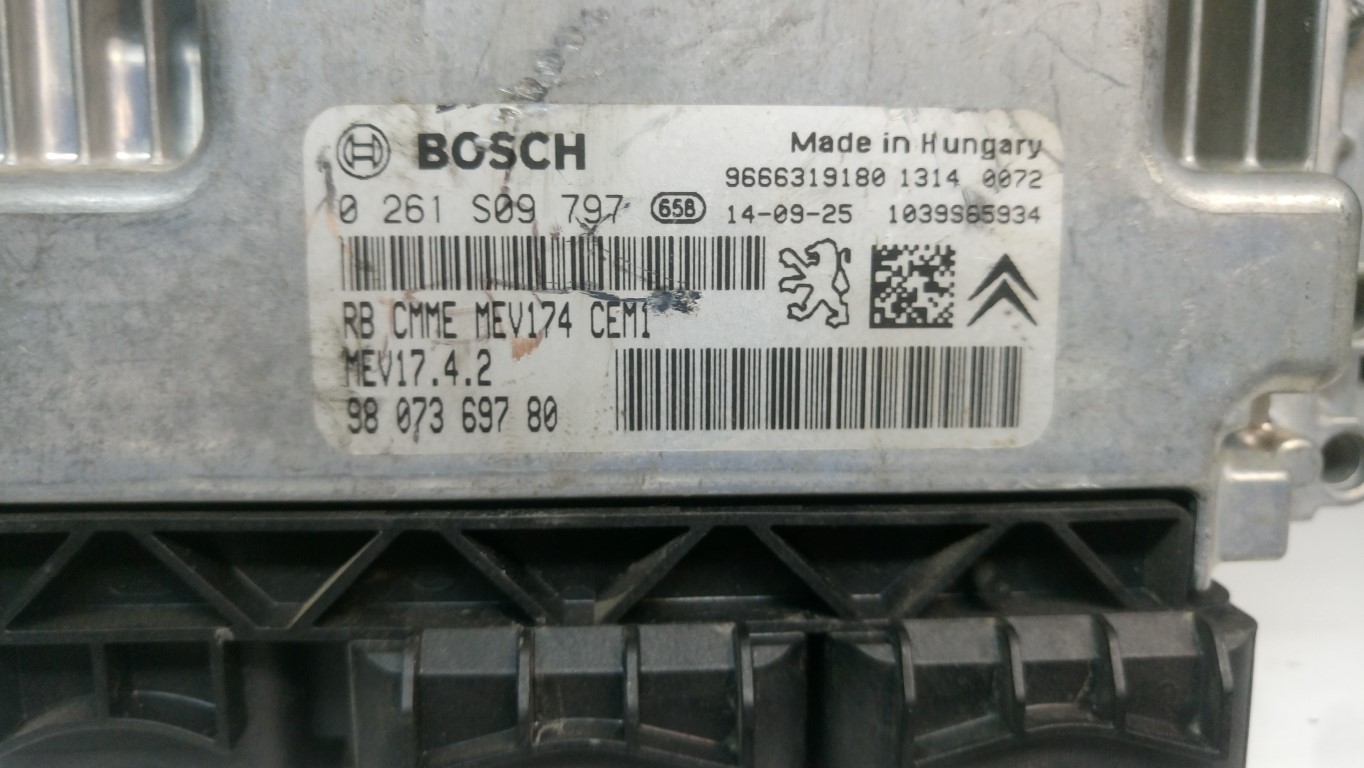 BOSCH
Made in Hungary
9666319180 1314 0072
0 261 S09 797 658 14-09-25 1039S65934
RB CMME MEV174 CEM1
MEV17.4.2
98 073 697 80